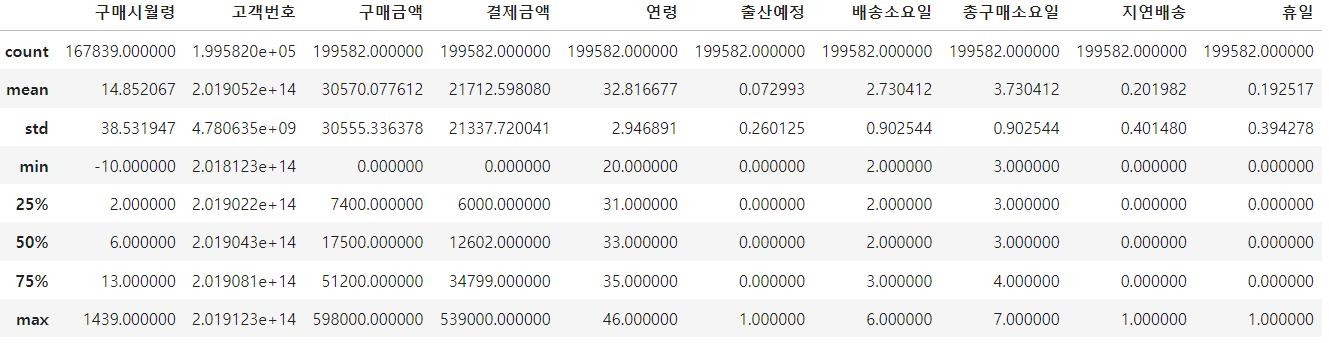 구매시월령 고객번호 구매금액 결제금액 연령 출산예정 배송소요일 총구매소요일 지연배송 휴일
count 167839.000000 1.995820e+05 199582.000000 199582.000000 199582.000000 199582.000000 199582.000000 199582.000000 199582.000000 199582.000000
mean 14.852067 2.019052e+14 30570.077612 21712.598080 32.816677 0.072993 2.730412 3.730412 0.201982 0.192517
std 38.531947 4.780635e+09 30555.336378 21337.720041 2.946891 0.260125 0.902544 0.902544 0.401480 0.394278
min -10.000000 2.018123e+14 0.000000 0.000000 20.000000 0.000000 2.000000 3.000000 0.000000 0.000000
25% 2.000000 2.019022e+14 7400.000000 6000.000000 31.000000 0.000000 2.000000 3.000000 0.000000 0.000000
50% 6.000000 2.019043e+14 17500.000000 12602.000000 33.000000 0.000000 2.000000 3.000000 0.000000 0.000000
75% 13.000000 2.019081e+14 51200.000000 34799.000000 35.000000 0.000000 3.000000 4.000000 0.000000 0.000000
max 1439.000000 2.019123e+14 598000.000000 539000.000000 46.000000 1.000000 6.000000 7.000000 1.000000 1.000000